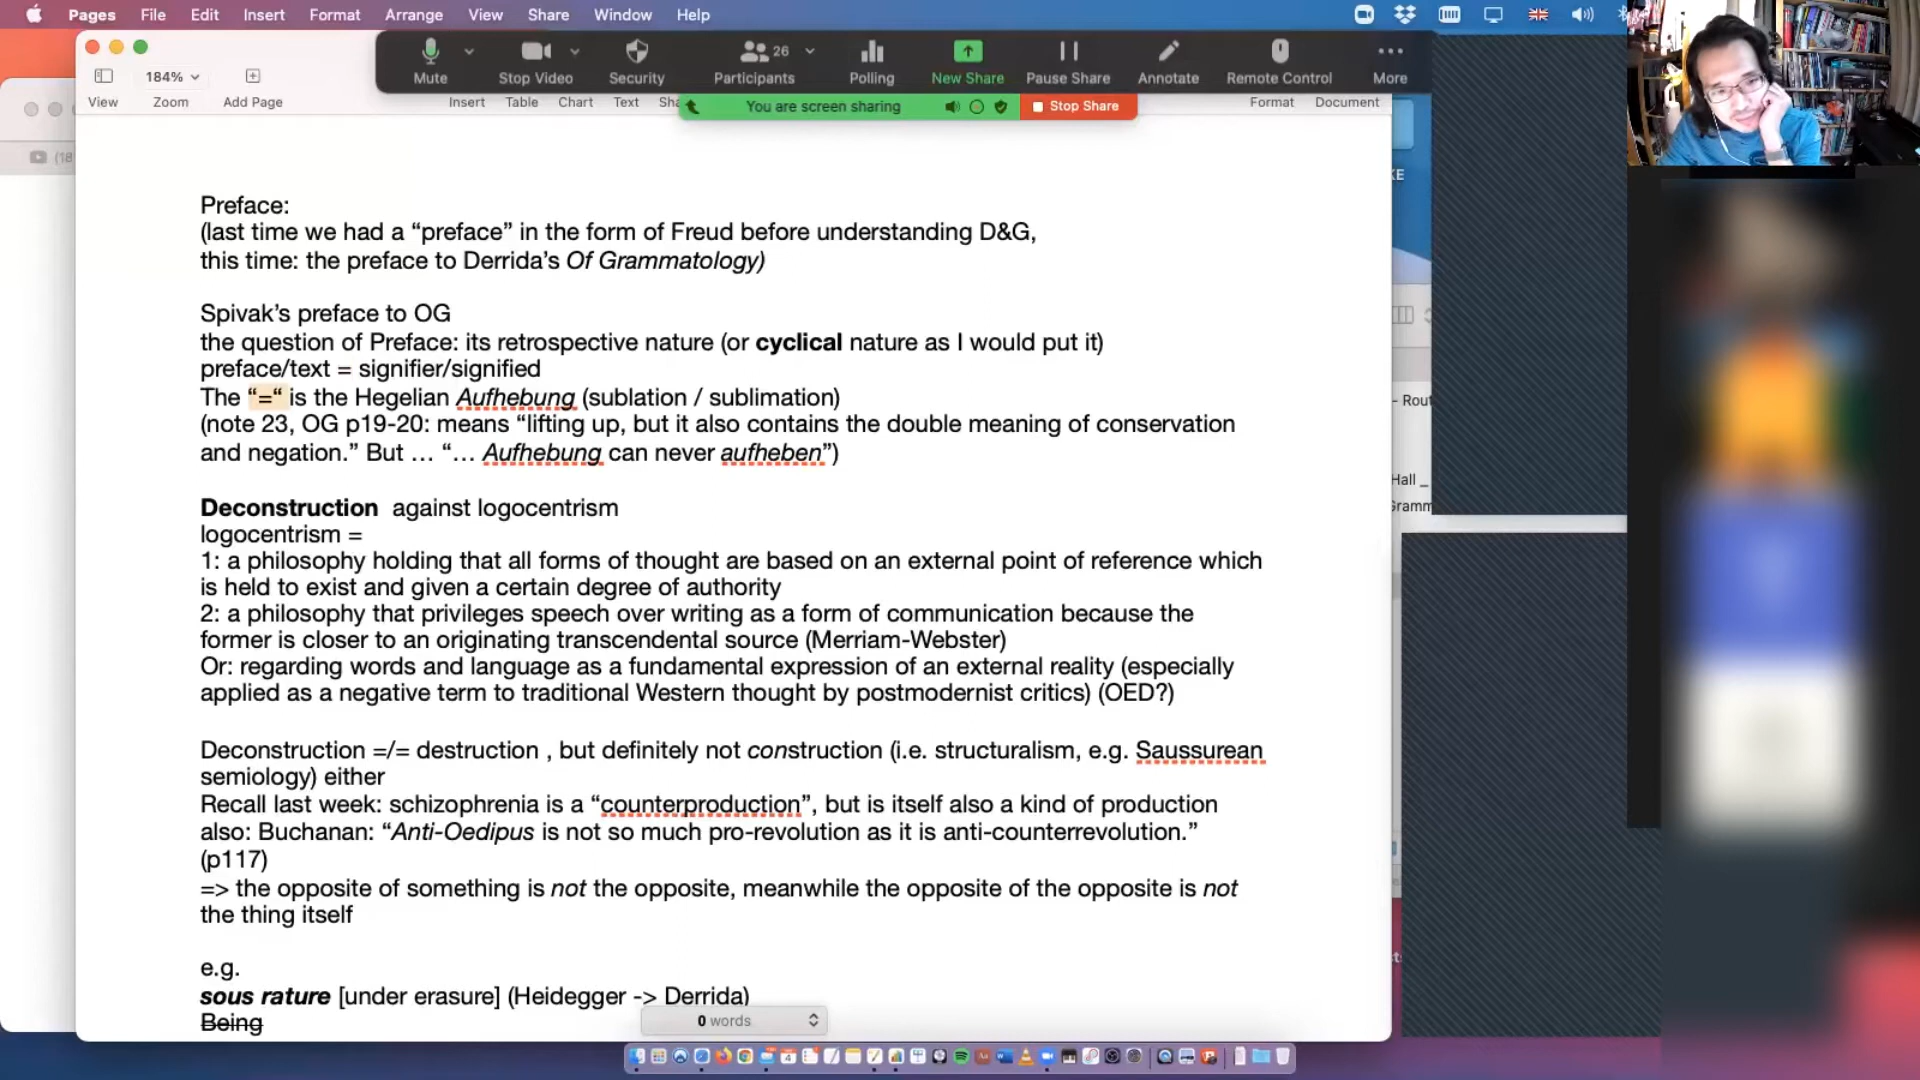 Pages File Edit Insert Format Arrange View Share Window Help
184%
View Zoom Add Page
Mute Stop Video Security Participants 26 Polling New Share Pause Share Annotate Remote Control More
Insert Table Chart Text Format Document
You are screen sharing Stop Share
(18
KE
Preface:
(last time we had a “preface” in the form of Freud before understanding D&G,
this time: the preface to Derrida’s Of Grammatology)
Spivak’s preface to OG
the question of Preface: its retrospective nature (or cyclical nature as I would put it)
preface/text = signifier/signified
The “=“ is the Hegelian Aufhebung (sublation / sublimation)
- Rout
(note 23, OG p19-20: means “lifting up, but it also contains the double meaning of conservation
and negation.” But … “… Aufhebung can never aufheben”)
Hall _
Gramm
Deconstruction against logocentrism
logocentrism =
1: a philosophy holding that all forms of thought are based on an external point of reference which
is held to exist and given a certain degree of authority
2: a philosophy that privileges speech over writing as a form of communication because the
former is closer to an originating transcendental source (Merriam-Webster)
Or: regarding words and language as a fundamental expression of an external reality (especially
applied as a negative term to traditional Western thought by postmodernist critics) (OED?)
Deconstruction =/= destruction , but definitely not construction (i.e. structuralism, e.g. Saussurean
semiology) either
Recall last week: schizophrenia is a “counterproduction”, but is itself also a kind of production
also: Buchanan: “Anti-Oedipus is not so much pro-revolution as it is anti-counterrevolution.”
(p117)
=> the opposite of something is not the opposite, meanwhile the opposite of the opposite is not
the thing itself
e.g.
sous rature [under erasure] (Heidegger -> Derrida)
Being
0 words